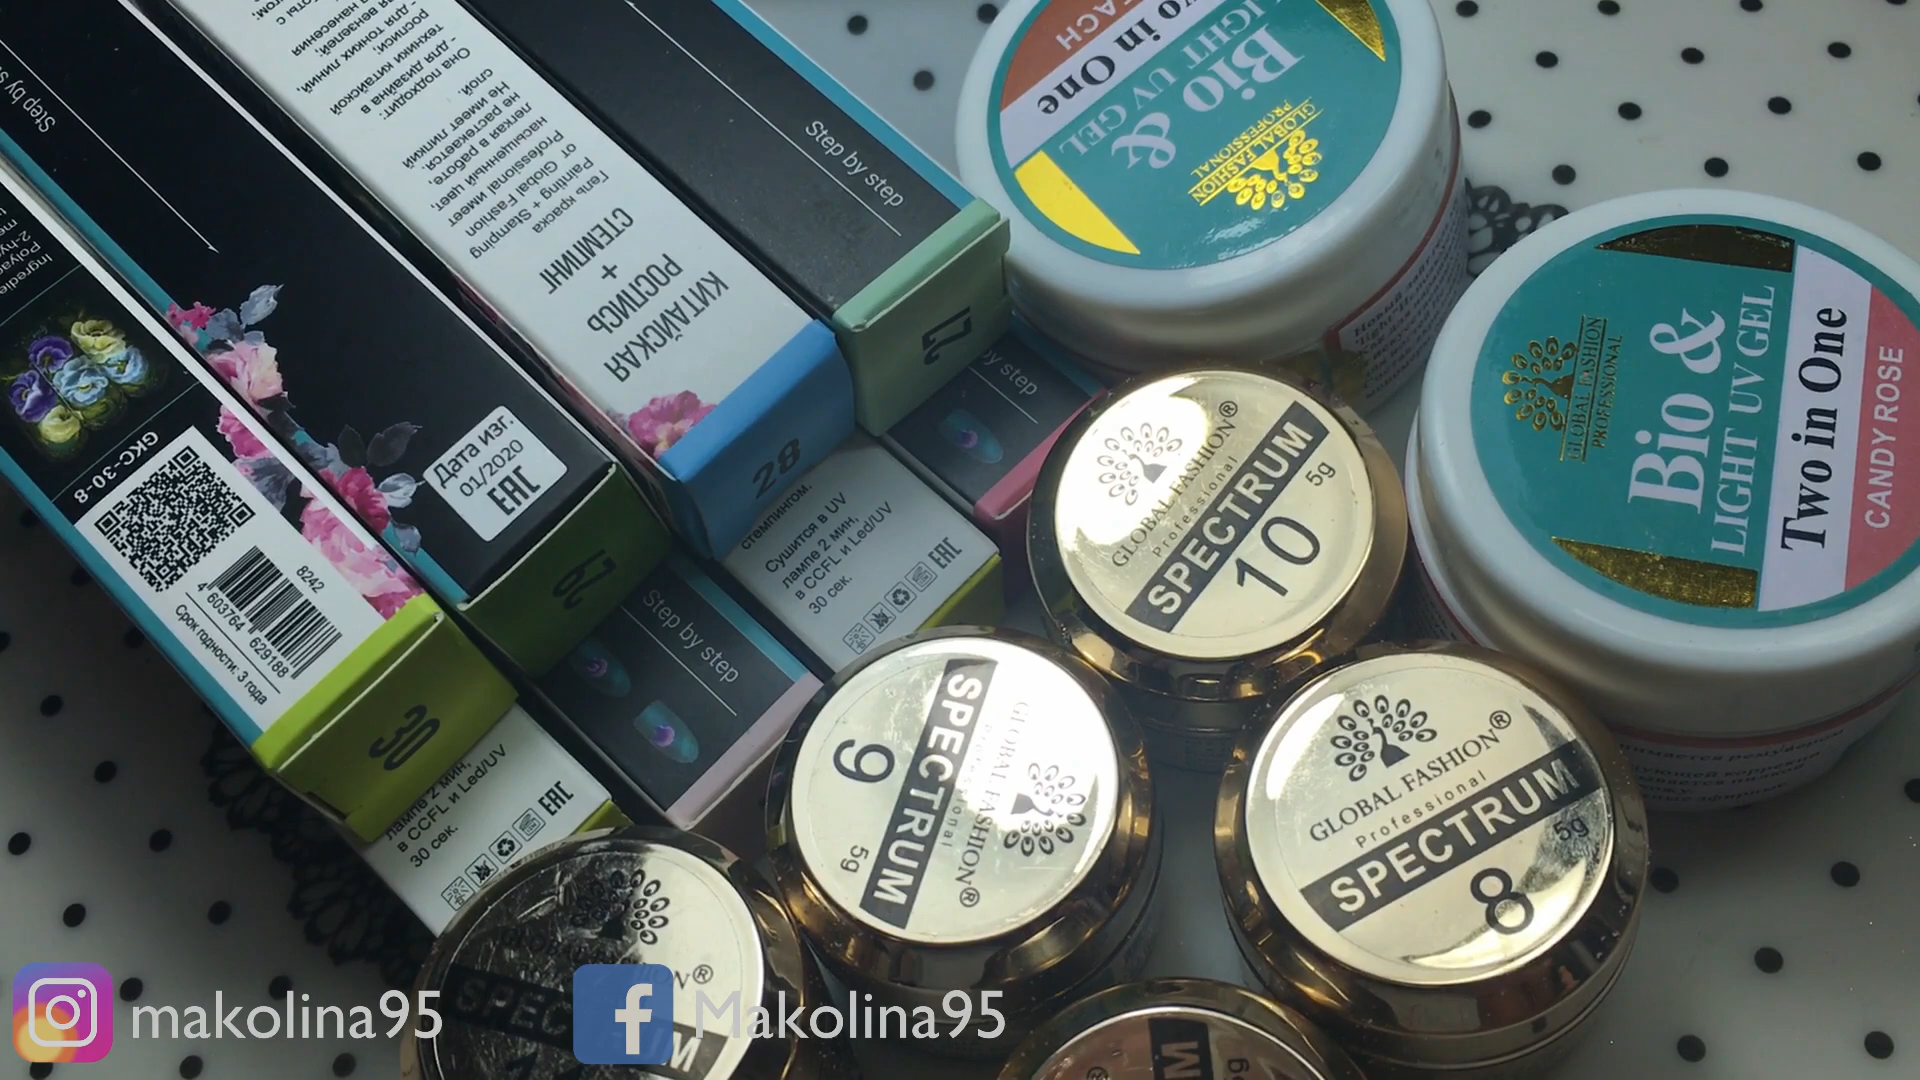 Step by s
Она подходит:
- для дизайна в
технике китайской
росписи,
- для тонких линий,
вензелей,
Гель краска
Painting + Stamping
от Global Fashion
Professional имеет
насыщенный цвет,
легкая в работе,
не растекается.
Не имеет липкий
слой.
КИТАЙСКАЯ
РОСПИСЬ
+
СТЕМПИНГ
28
Step by step
27
by step
Дата изг.
01/2020
EAC
29
GKC-30-8
8242
4 603764 629188
Срок годности: 3 года
30
стемпингом.
Сушится в UV
лампе 2 мин,
в CCFL и Led/UV
30 сек.
EAC
Step by step
лампе 2 мин,
в CCFL и Led/UV
30 сек.
EAC
GLOBAL FASHION
PROFESSIONAL
Bio &
LIGHT UV GEL
Two in One
GLOBAL FASHION
PROFESSIONAL
Bio &
LIGHT UV GEL
Two in One
CANDY ROSE
GLOBAL FASHION®
Professional
SPECTRUM
5g
10
GLOBAL FASHION®
Professional
SPECTRUM
5g
9
GLOBAL FASHION®
Professional
SPECTRUM
5g
8
makolina95
Makolina95